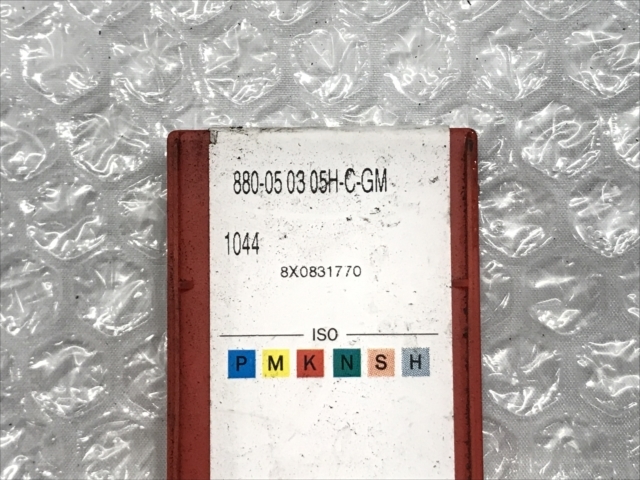 880-05 03 05H-C-GM
1044
8X0831770
ISO
P M K N S H